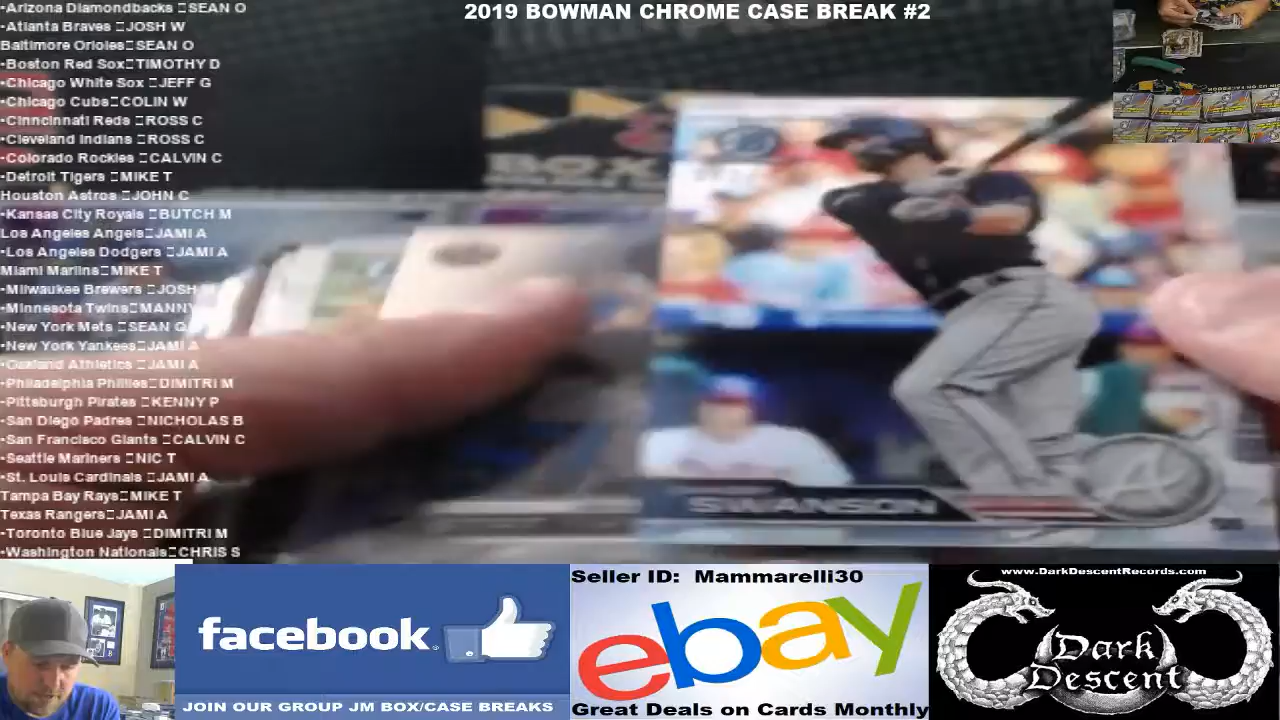 2019 BOWMAN CHROME CASE BREAK #2
•Arizona Diamondbacks □SEAN O
•Atlanta Braves □JOSH W
Baltimore Orioles□SEAN O
•Boston Red Sox□TIMOTHY D
•Chicago White Sox □JEFF G
•Chicago Cubs□COLIN W
•Cinncinnati Reds □ROSS C
•Cleveland Indians □ROSS C
•Colorado Rockies □CALVIN C
•Detroit Tigers □MIKE T
Houston Astros □JOHN C
•Kansas City Royals □BUTCH M
Los Angeles Angels□JAMI A
•Los Angeles Dodgers □JAMI A
Miami Marlins□MIKE T
•Milwaukee Brewers □JOSH
•Minnesota Twins□MANNY
•New York Mets □SEAN O
•New York Yankees□JAMI A
•Oakland Athletics □JAMI A
•Philadelphia Phillies□DIMITRI M
•Pittsburgh Pirates □KENNY P
•San Diego Padres □NICHOLAS B
•San Francisco Giants □CALVIN C
•Seattle Mariners □NIC T
•St. Louis Cardinals □JAMI A
Tampa Bay Rays□MIKE T
Texas Rangers□JAMI A
•Toronto Blue Jays □DIMITRI M
•Washington Nationals□CHRIS S
BOX
SWANSON
facebook
JOIN OUR GROUP JM BOX/CASE BREAKS
Seller ID: Mammarelli30
ebay
Great Deals on Cards Monthly
www.DarkDescentRecords.com
Dark
Descent